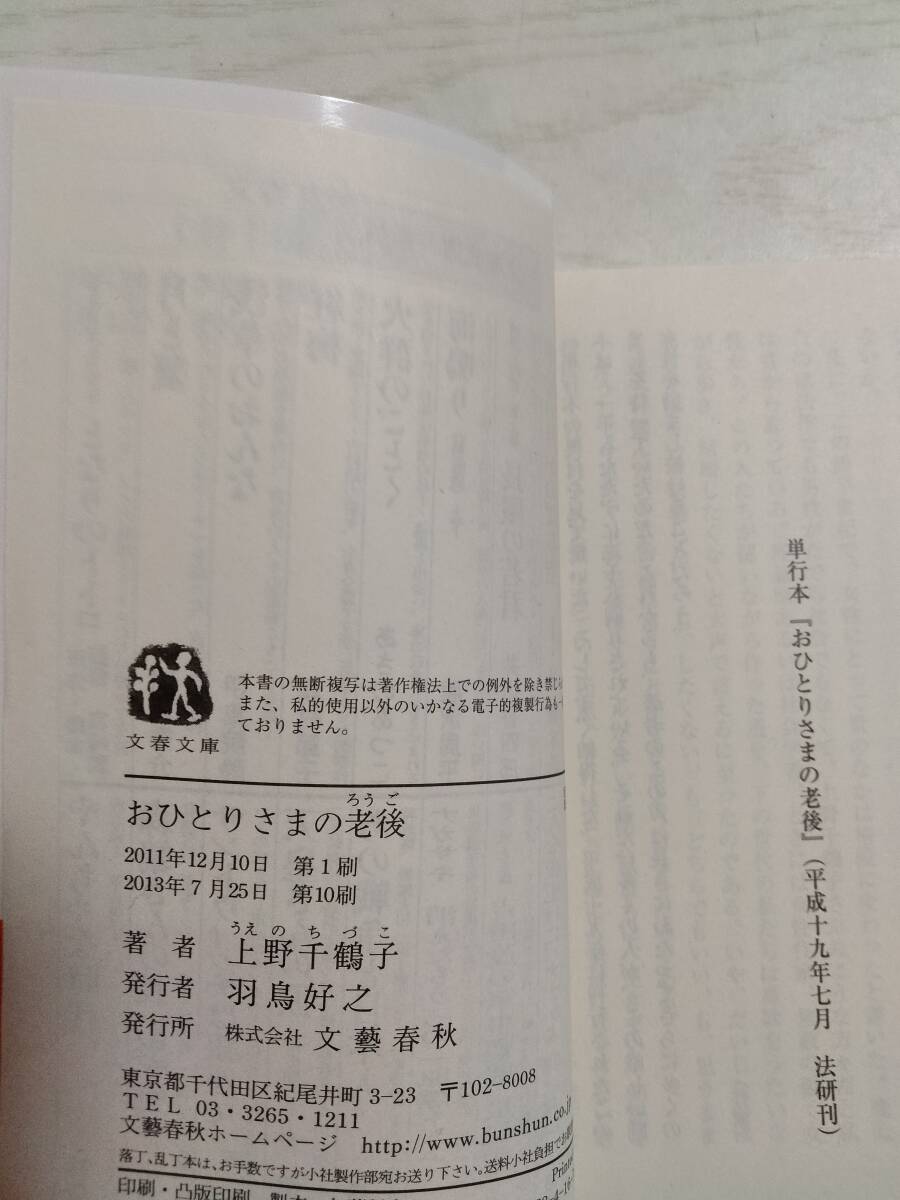 単行本『おひとりさまの老後』(平成十九年七月 法研刊)
文春文庫
本書の無断複写は著作権法上での例外を除き禁じ
また、私的使用以外のいかなる電子的複製行為も一
ておりません。
ろうご
おひとりさまの老後
2011年12月10日 第1刷
2013年7月25日 第10刷
うえのちづこ
著者 上野千鶴子
発行者 羽鳥好之
発行所 株式会社 文藝春秋
東京都千代田区紀尾井町3-23 〒102-8008
TEL 03・3265・1211
文藝春秋ホームページ http://www.bunshun.co.jp
落丁、乱丁本は、お手数ですが小社製作部宛お送り下さい。送料小社負担でお
Printe
印刷・凸版印刷